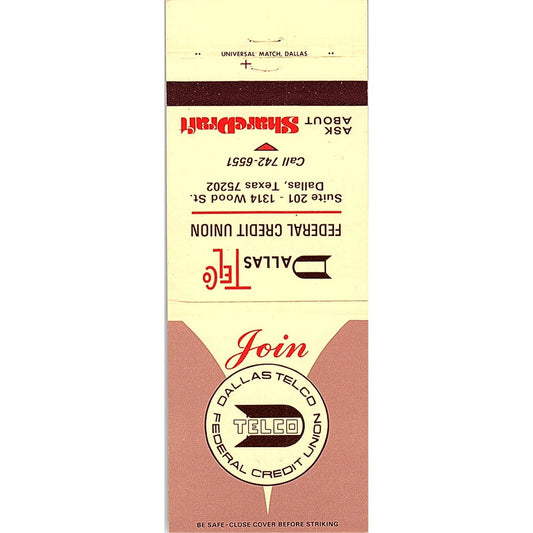 UNIVERSAL MATCH, DALLAS
ASK ABOUT ShareDraft
Call 742-6551
Suite 201 - 1314 Wood St.
Dallas, Texas 75202
FEDERAL CREDIT UNION
DALLAS TELCO
Join
DALLAS TELCO
TELCO
FEDERAL CREDIT UNION
BE SAFE-CLOSE COVER BEFORE STRIKING